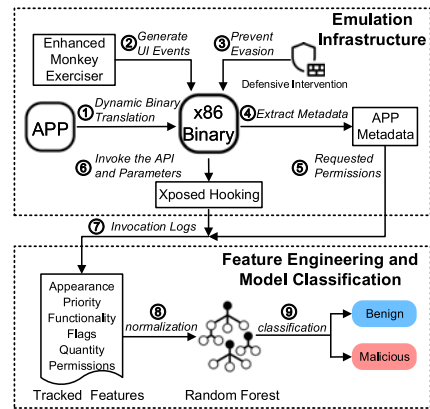 Emulation
Infrastructure
Enhanced
Monkey
Exerciser
② Generate
UI Events
③ Prevent
Evasion
Defensive Intervention
APP
① Dynamic Binary
Translation
x86
Binary
④ Extract Metadata
APP
Metadata
⑥ Invoke the API
and Parameters
⑤ Requested
Permissions
Xposed Hooking
⑦ Invocation Logs
Feature Engineering and
Model Classification
Appearance
Priority
Functionality
Flags
Quantity
Permissions
⑧
normalization
⑨
classification
Benign
Malicious
Tracked Features
Random Forest